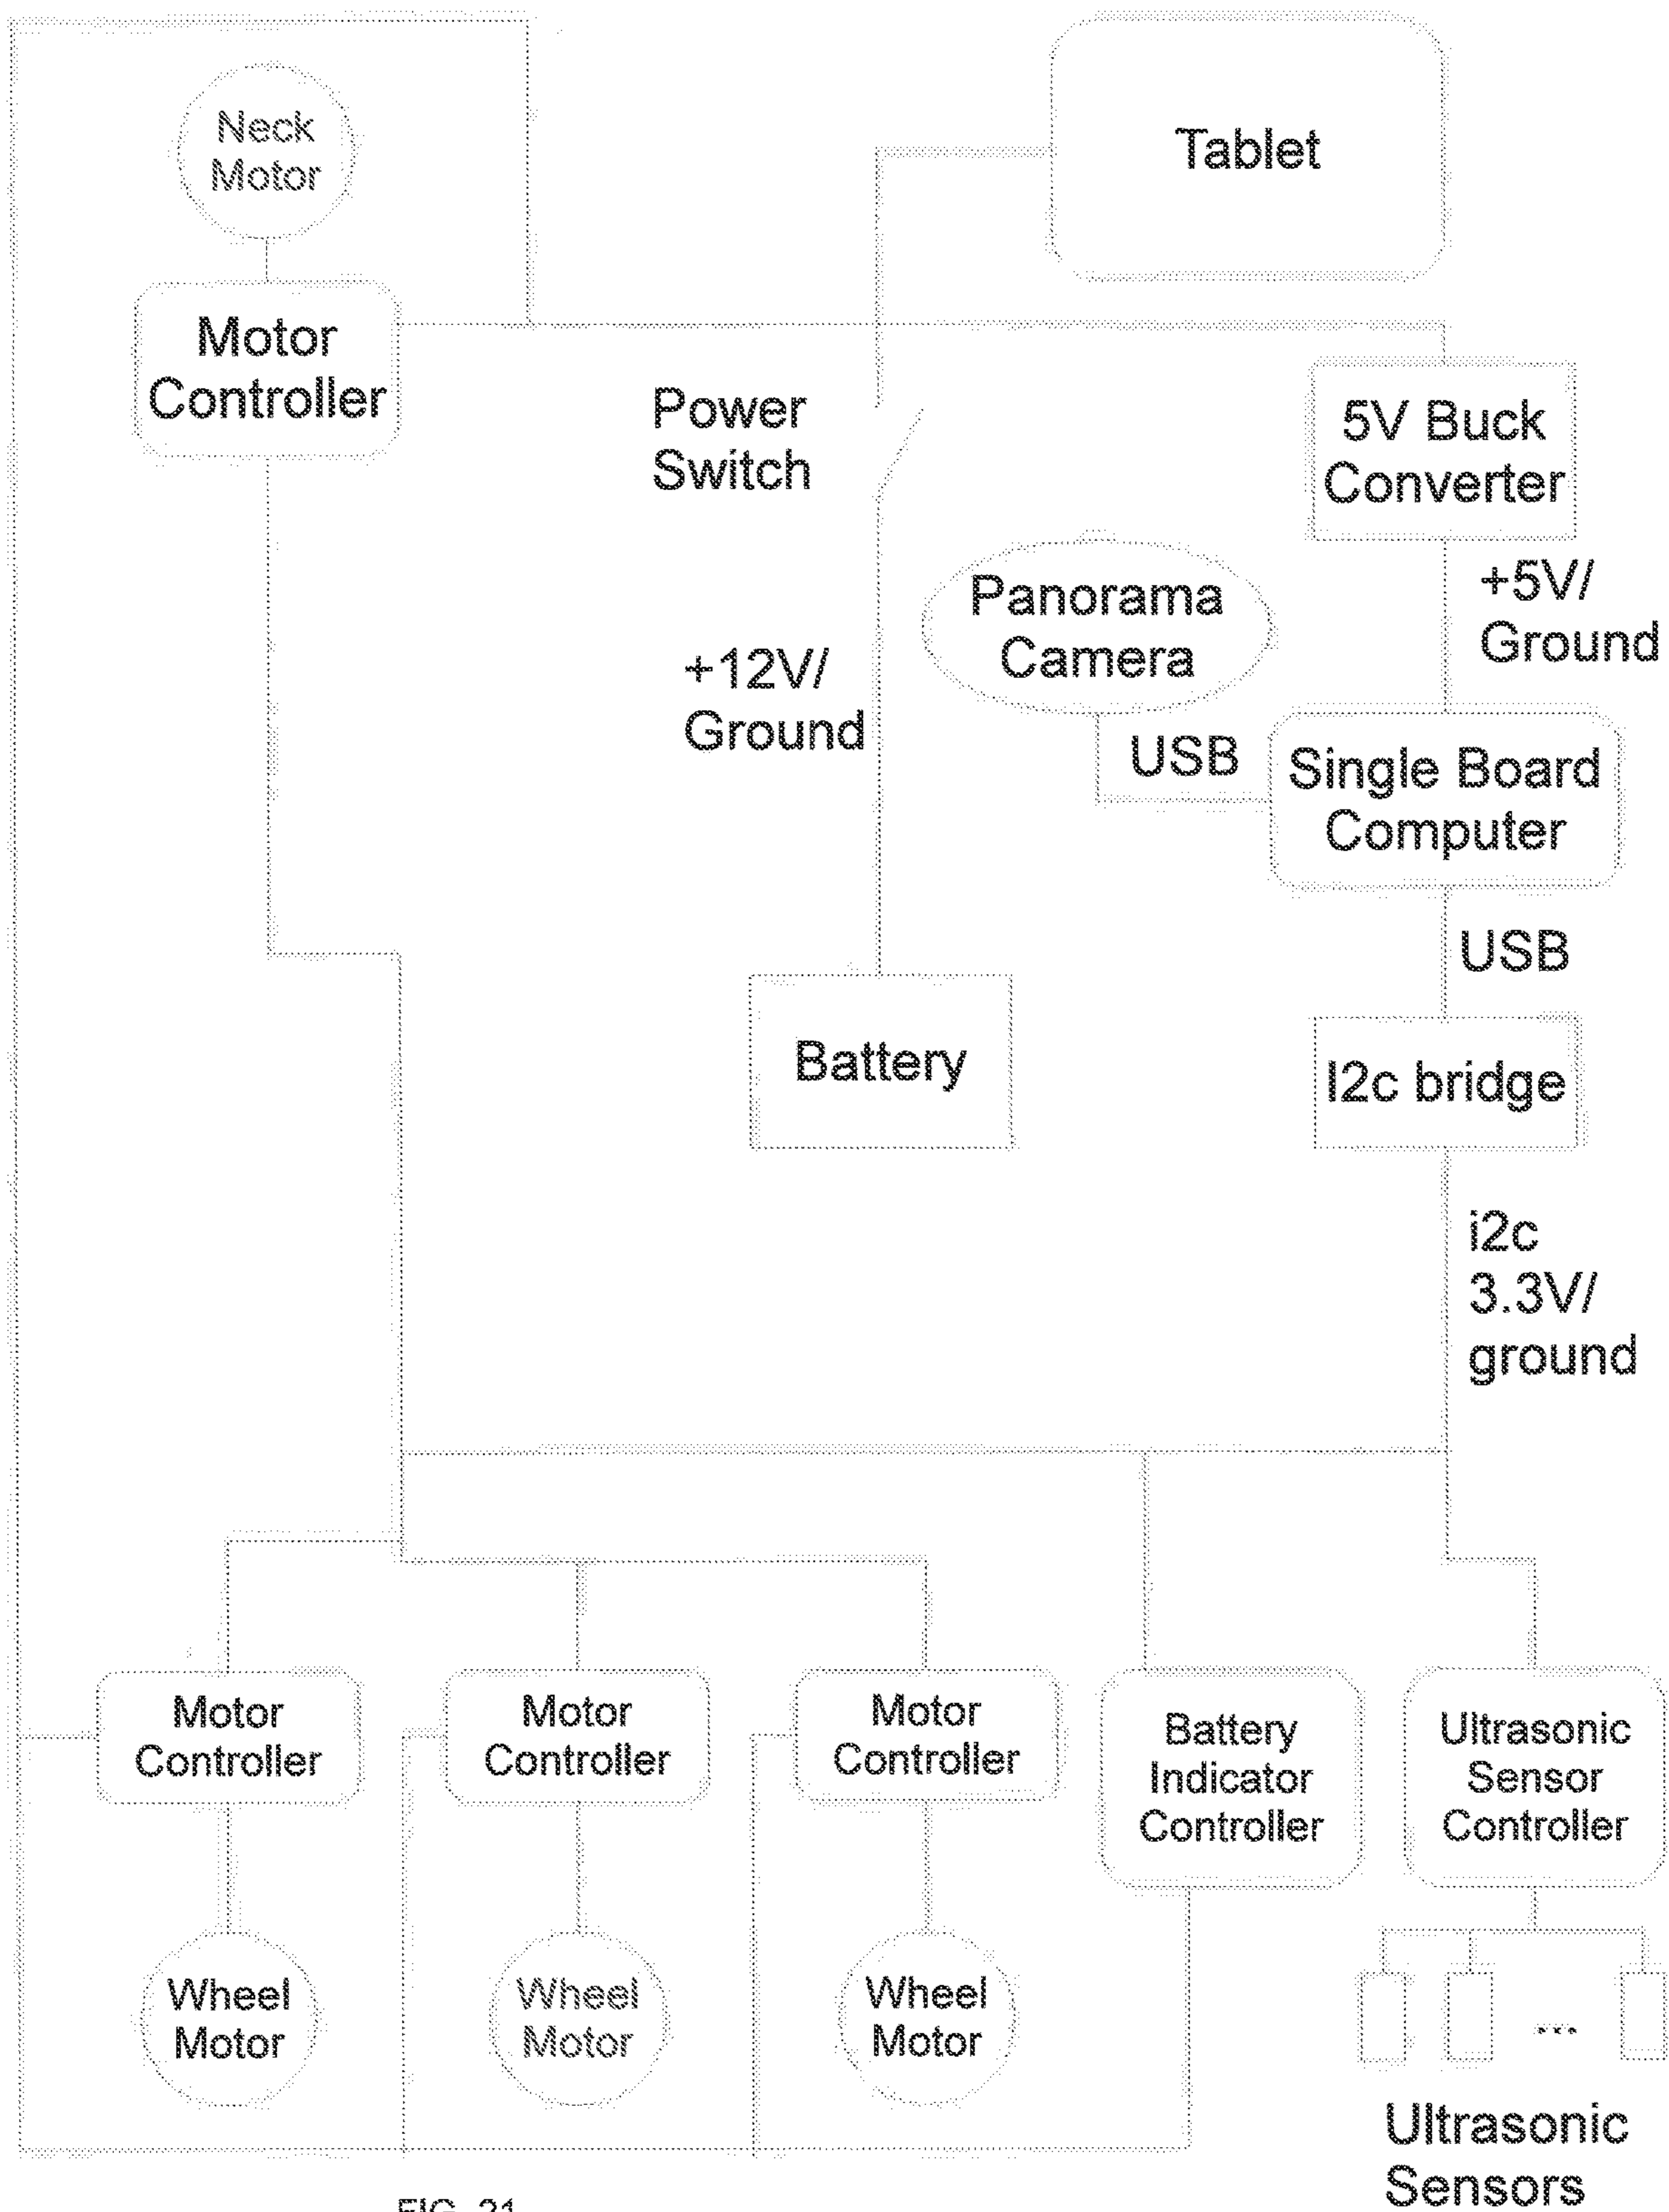 Neck
Motor
Tablet
Motor
Controller
Power
Switch
5V Buck
Converter
+5V/
Ground
Panorama
Camera
+12V/
Ground
USB
Single Board
Computer
USB
Battery
I2c bridge
i2c
3.3V/
ground
Motor
Controller
Motor
Controller
Motor
Controller
Battery
Indicator
Controller
Ultrasonic
Sensor
Controller
Wheel
Motor
Wheel
Motor
Wheel
Motor
...
Ultrasonic
Sensors
FIG. 21